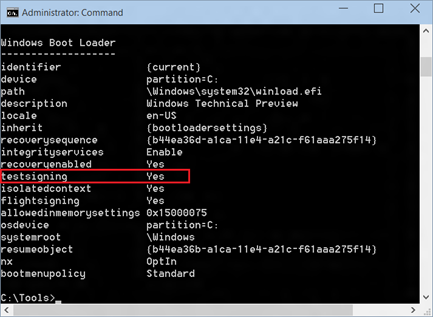 Administrator: Command
Windows Boot Loader
-------------------
identifier              {current}
device                  partition=C:
path                    \Windows\system32\winload.efi
description             Windows Technical Preview
locale                  en-US
inherit                 {bootloadersettings}
recoverysequence        {b44ea36d-a1ca-11e4-a21c-f61aaa275f14}
integrityservices       Enable
recoveryenabled         Yes
testsigning             Yes
isolatedcontext         Yes
flightsigning           Yes
allowedinmemorysettings 0x15000075
osdevice                partition=C:
systemroot              \Windows
resumeobject            {b44ea36b-a1ca-11e4-a21c-f61aaa275f14}
nx                      OptIn
bootmenupolicy          Standard
C:\Tools>_